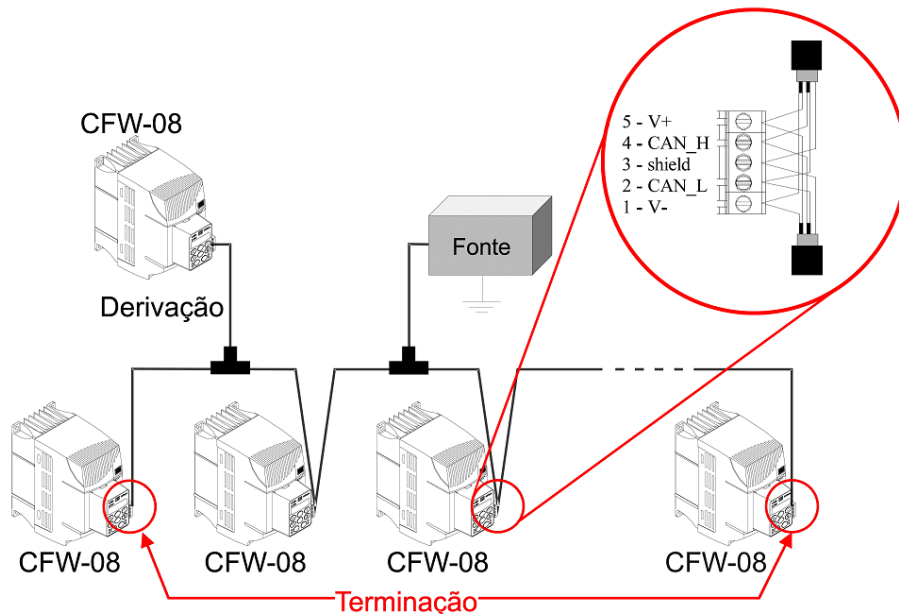 CFW-08
5 - V+
4 - CAN_H
3 - shield
2 - CAN_L
1 - V-
Fonte
Derivação
CFW-08
CFW-08
CFW-08
CFW-08
Terminação